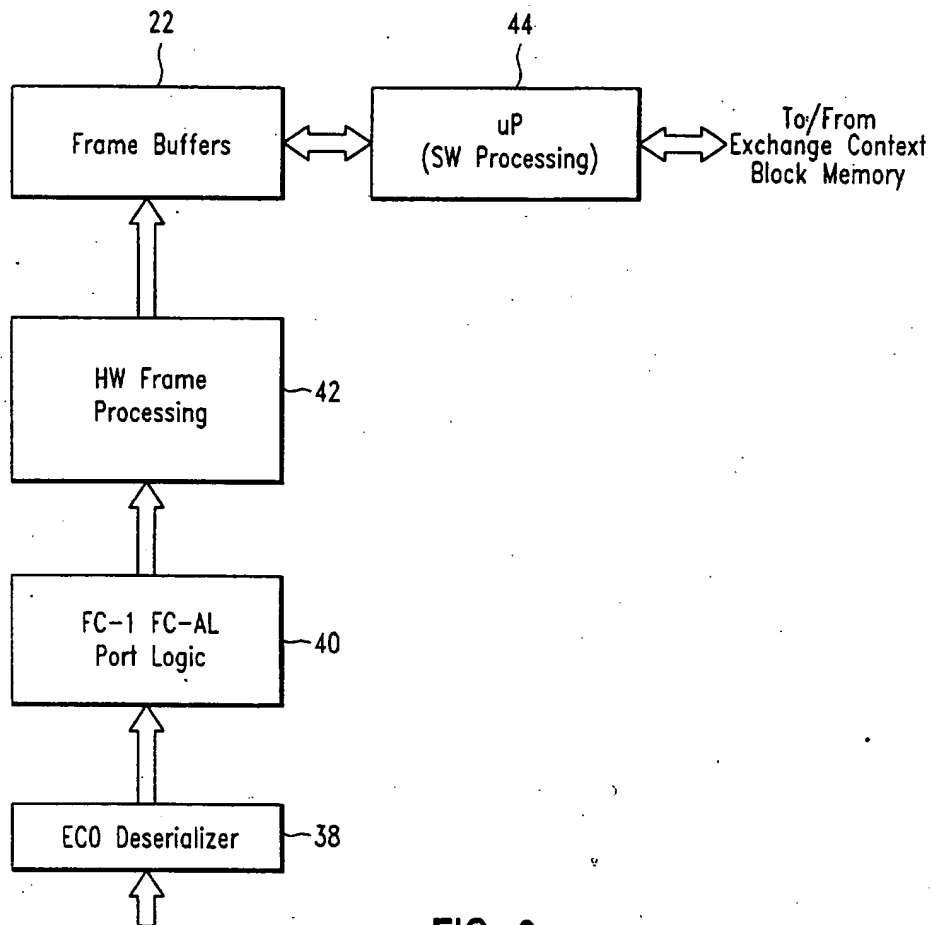 22
44
Frame Buffers
uP
(SW Processing)
To/From
Exchange Context
Block Memory
HW Frame
Processing
42
FC-1 FC-AL
Port Logic
40
EC0 Deserializer
38